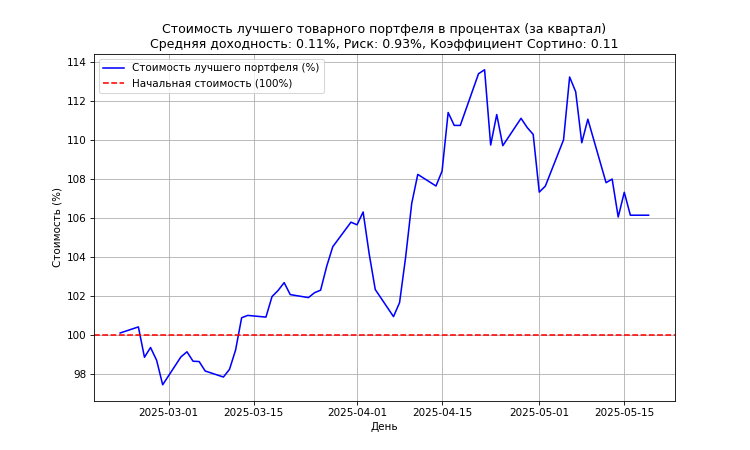 Стоимость лучшего товарного портфеля в процентах (за квартал)
Средняя доходность: 0.11%, Риск: 0.93%, Коэффициент Сортино: 0.11
Стоимость лучшего портфеля (%)
Начальная стоимость (100%)
Стоимость (%)
114
112
110
108
106
104
102
100
98
2025-03-01
2025-03-15
2025-04-01
2025-04-15
2025-05-01
2025-05-15
День